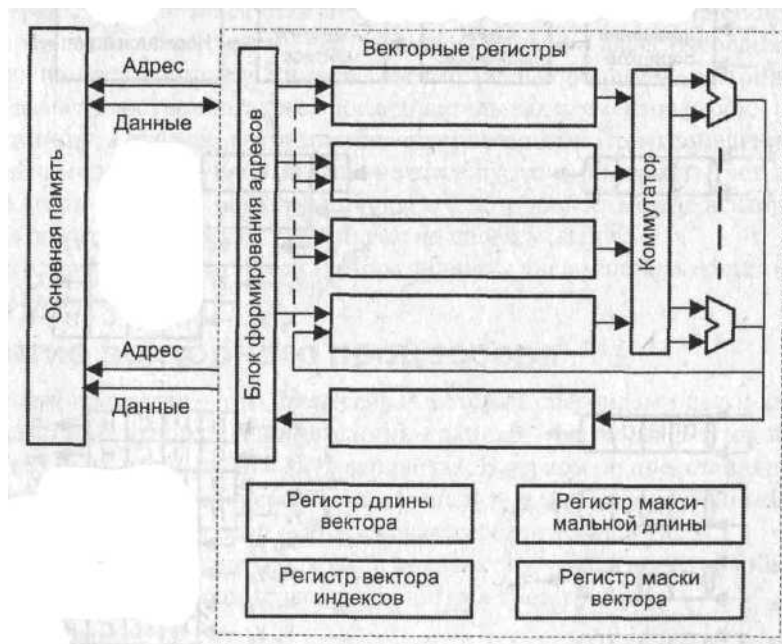 Векторные регистры
Адрес
Данные
Основная память
Блок формирования адресов
Коммутатор
Адрес
Данные
Регистр длины
вектора
Регистр макси-
мальной длины
Регистр вектора
индексов
Регистр маски
вектора